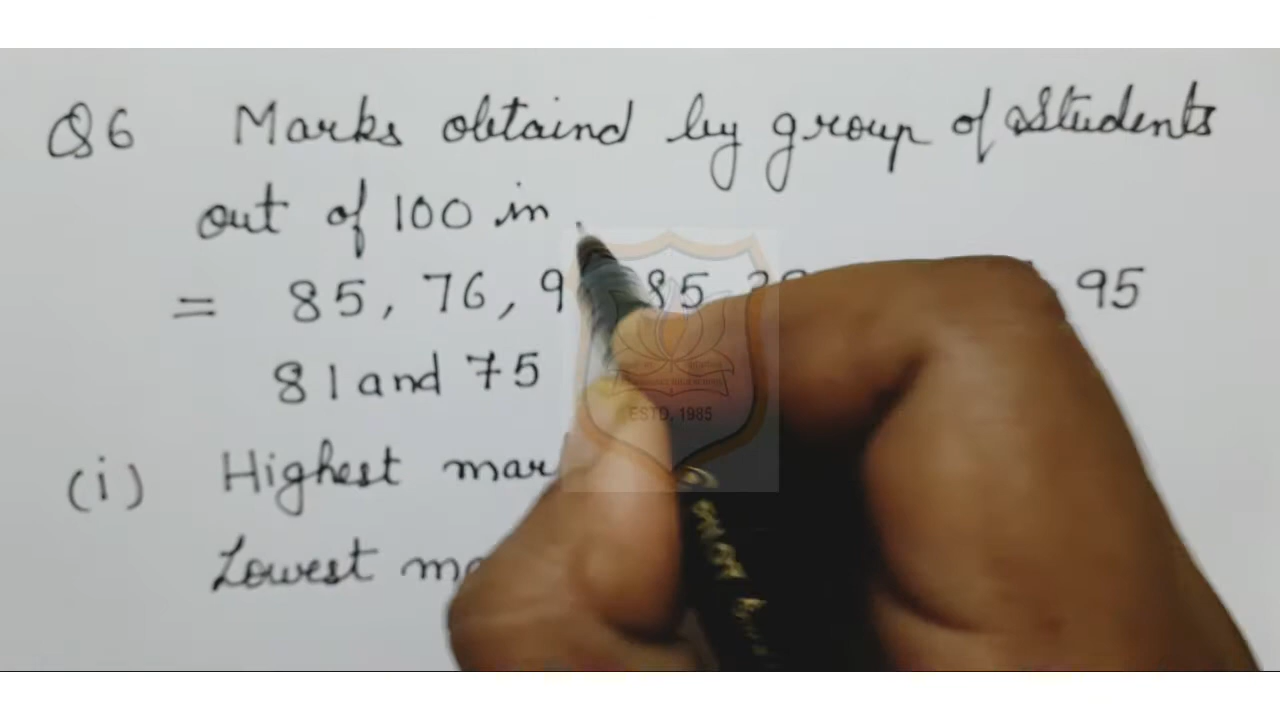 Q6 Marks obtaind by group of Students
out of 100 in
= 85, 76, 9 85 95
81 and 75
(i) Highest mar
Lowest
ESTD, 1985